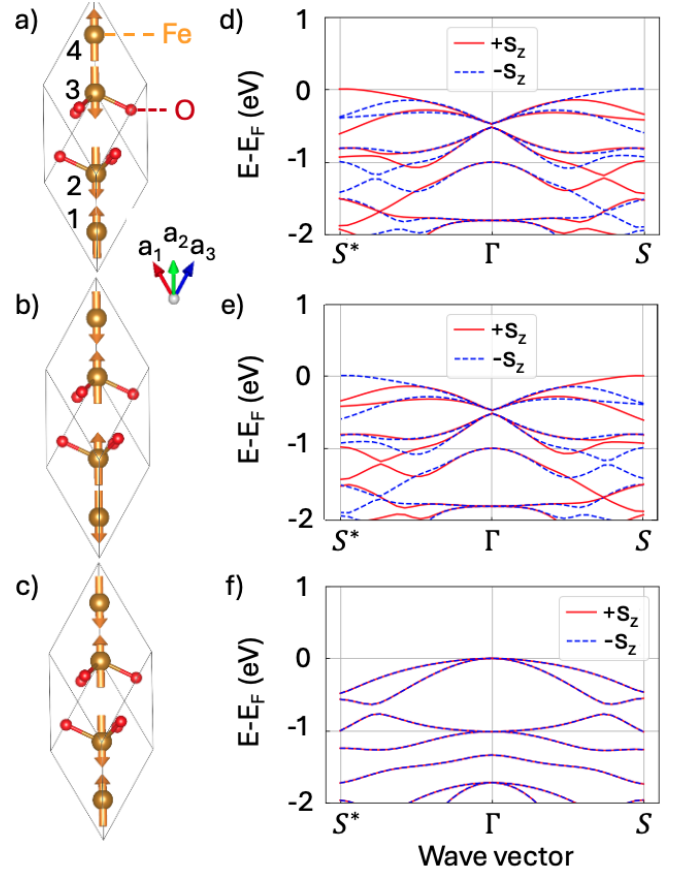 a)
Fe
4
3
O
2
1
a1 a2 a3
b)
c)
d)
E-EF (eV)
1
0
-1
-2
+Sz
-Sz
S* Γ S
e)
E-EF (eV)
1
0
-1
-2
+Sz
-Sz
S* Γ S
f)
E-EF (eV)
1
0
-1
-2
+Sz
-Sz
S* Γ S
Wave vector